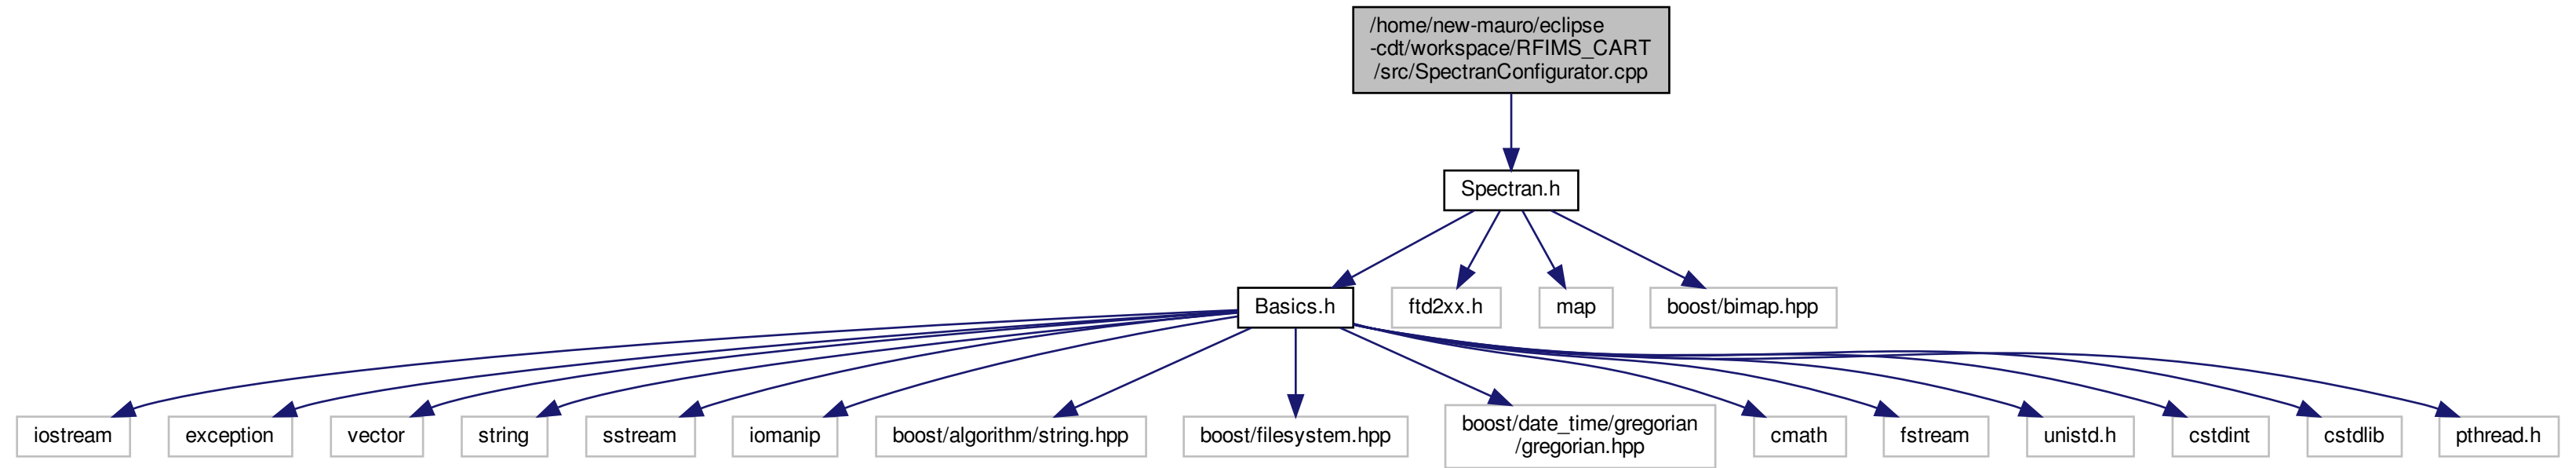 /home/new-mauro/eclipse
-cdt/workspace/RFIMS_CART
/src/SpectranConfigurator.cpp
Spectran.h
Basics.h
ftd2xx.h
map
boost/bimap.hpp
iostream
exception
vector
string
sstream
iomanip
boost/algorithm/string.hpp
boost/filesystem.hpp
boost/date_time/gregorian
/gregorian.hpp
cmath
fstream
unistd.h
cstdint
cstdlib
pthread.h